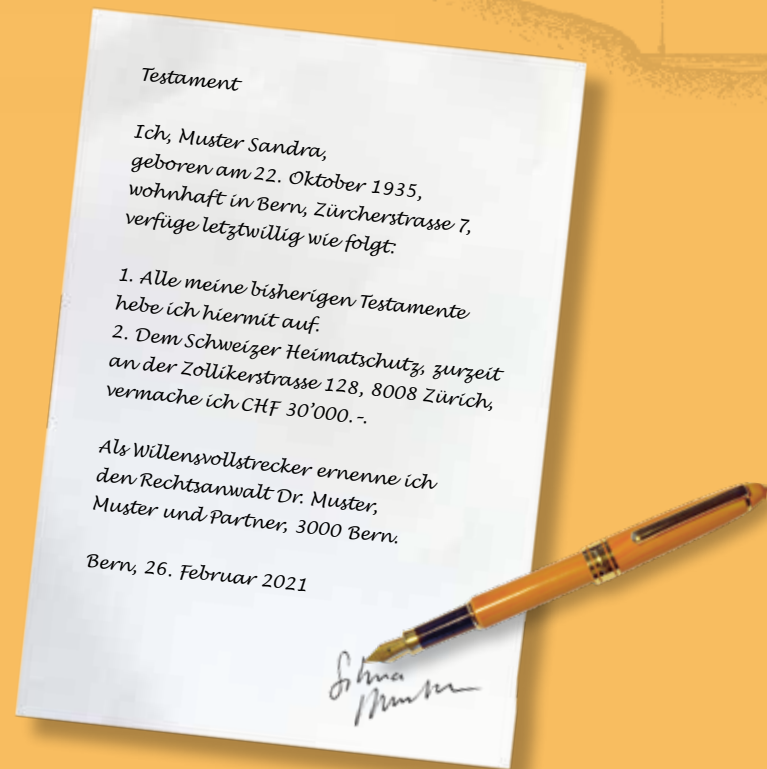 Testament
Ich, Muster Sandra,
geboren am 22. Oktober 1935,
wohnhaft in Bern, Zürcherstrasse 7,
verfüge letztwillig wie folgt:
1. Alle meine bisherigen Testamente
hebe ich hiermit auf.
2. Dem Schweizer Heimatschutz, zurzeit
an der Zollikerstrasse 128, 8008 Zürich,
vermache ich CHF 30'000.–.
Als Willensvollstrecker ernenne ich
den Rechtsanwalt Dr. Muster,
Muster und Partner, 3000 Bern.
Bern, 26. Februar 2021
Muster